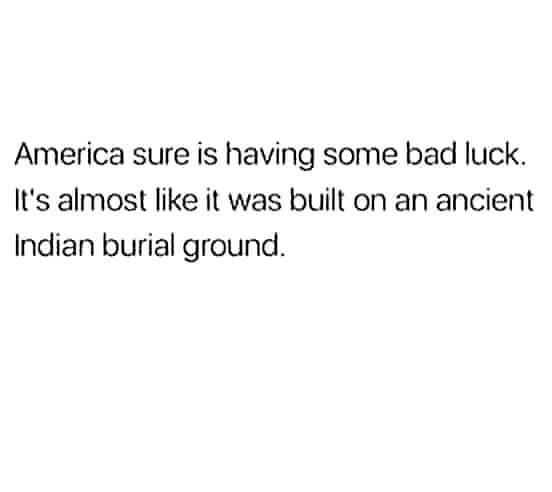 America sure is having some bad luck.
It's almost like it was built on an ancient
Indian burial ground.